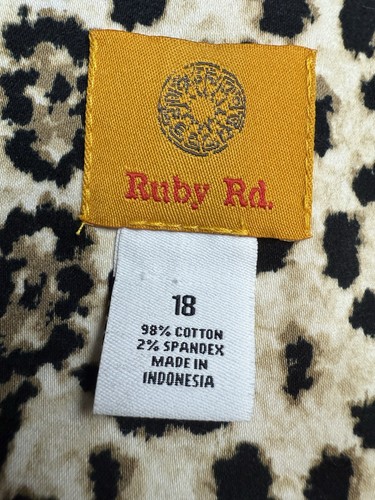 Ruby Rd.
18
98% COTTON
2% SPANDEX
MADE IN
INDONESIA